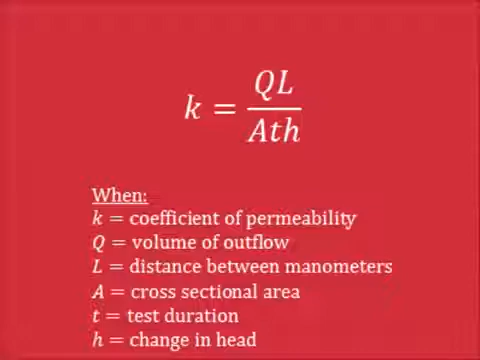 k = QL/Ath
When:
k = coefficient of permeability
Q = volume of outflow
L = distance between manometers
A = cross sectional area
t = test duration
h = change in head